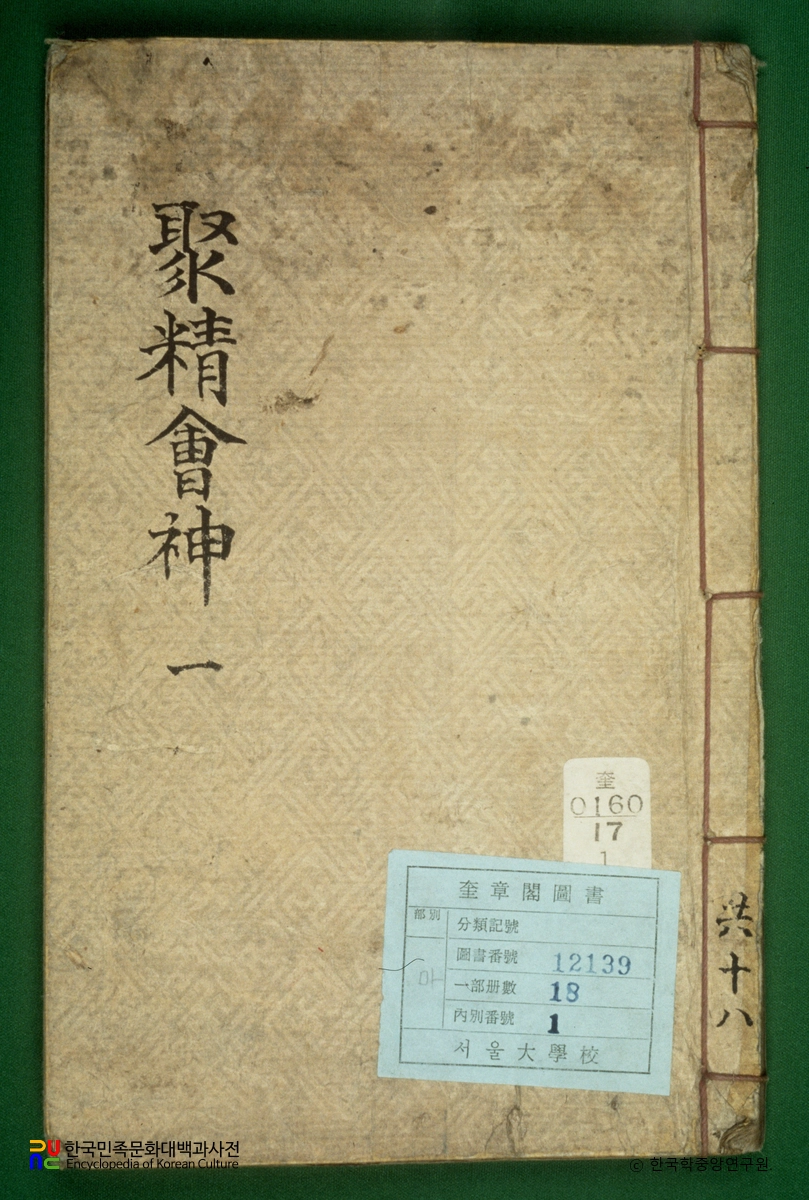 聚精會神 一
共十八
奎
0160
17
1
奎章閣圖書
部別
分類記號
圖書番號 12139
一部册數 18
內別番號 1
서울大學校
한국민족문화대백과사전
Encyclopedia of Korean Culture
© 한국학중앙연구원